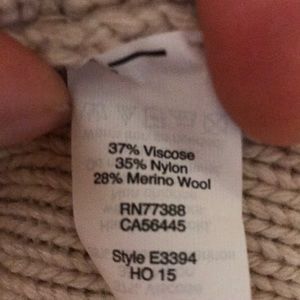 37% Viscose
35% Nylon
28% Merino Wool
RN77388
CA56445
Style E3394
HO 15